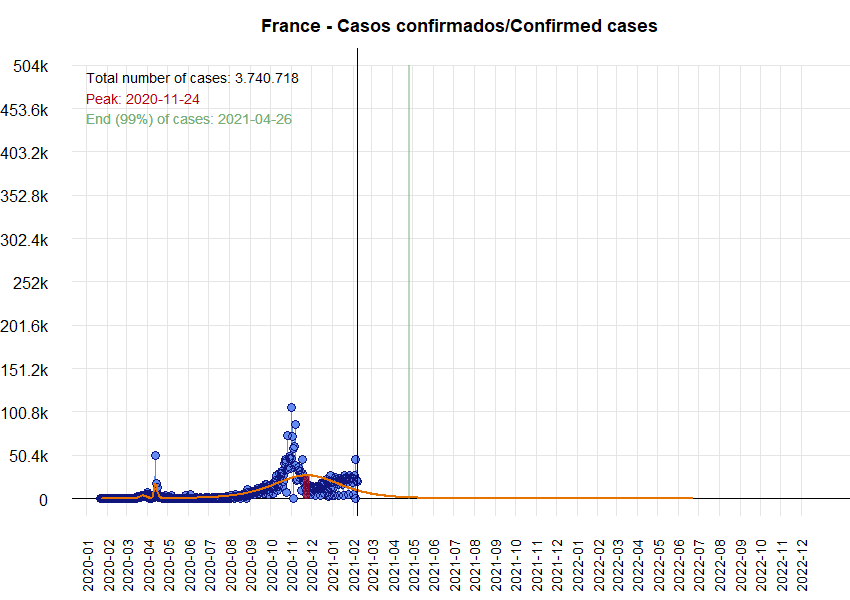 France - Casos confirmados/Confirmed cases
504k
Total number of cases: 3.740.718
Peak: 2020-11-24
453.6k
End (99%) of cases: 2021-04-26
403.2k
352.8k
302.4k
252k
201.6k
151.2k
100.8k
50.4k
0
2020-01
2020-02
2020-03
2020-04
2020-05
2020-06
2020-07
2020-08
2020-09
2020-10
2020-11
2020-12
2021-01
2021-02
2021-03
2021-04
2021-05
2021-06
2021-07
2021-08
2021-09
2021-10
2021-11
2021-12
2022-01
2022-02
2022-03
2022-04
2022-05
2022-06
2022-07
2022-08
2022-09
2022-10
2022-11
2022-12